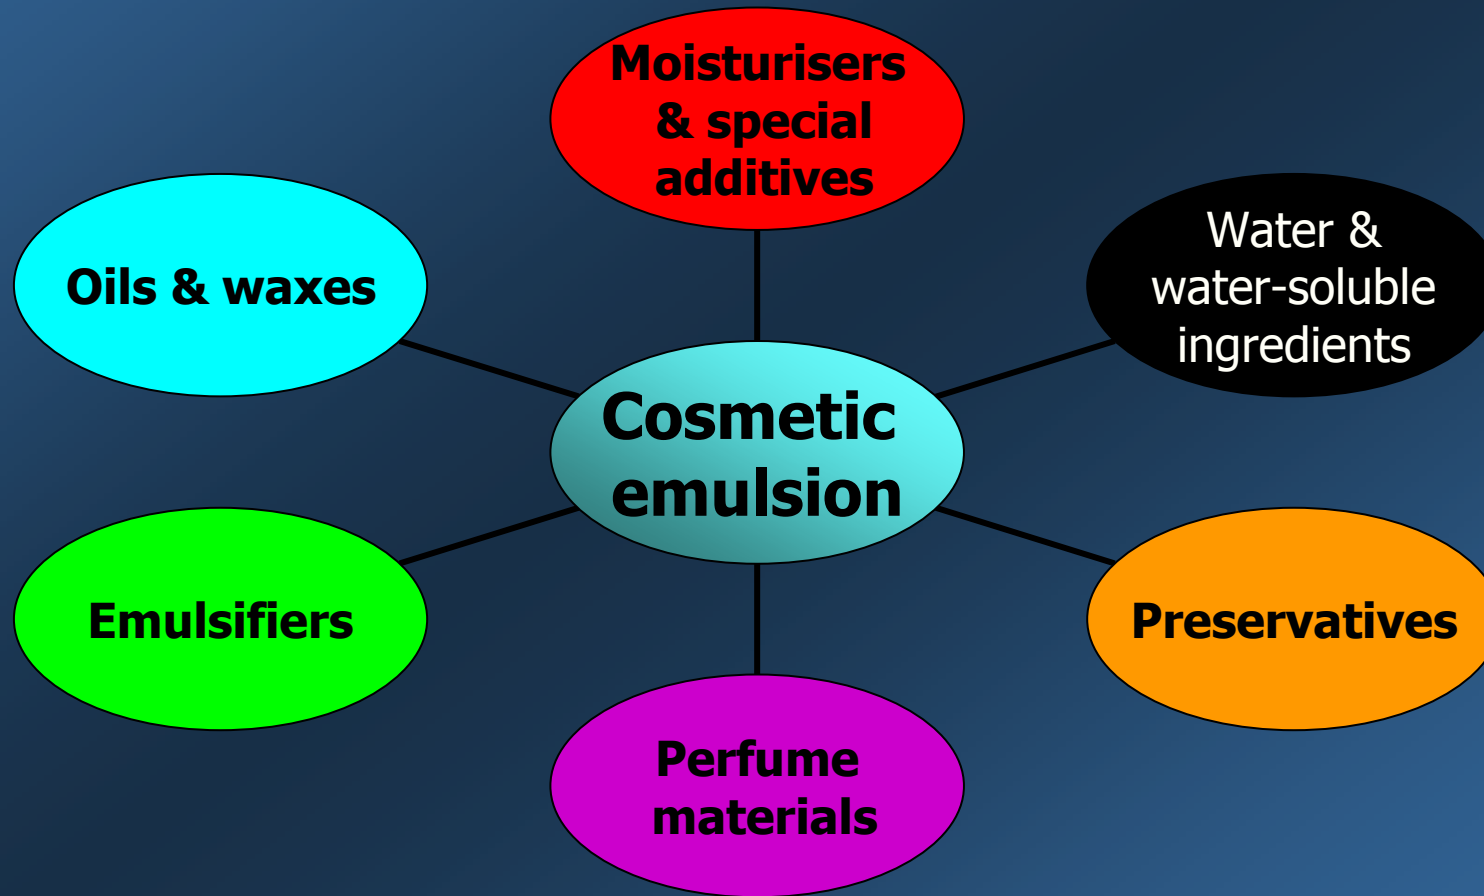 Moisturisers
& special
additives
Oils & waxes
Water &
water-soluble
ingredients
Cosmetic
emulsion
Emulsifiers
Preservatives
Perfume
materials